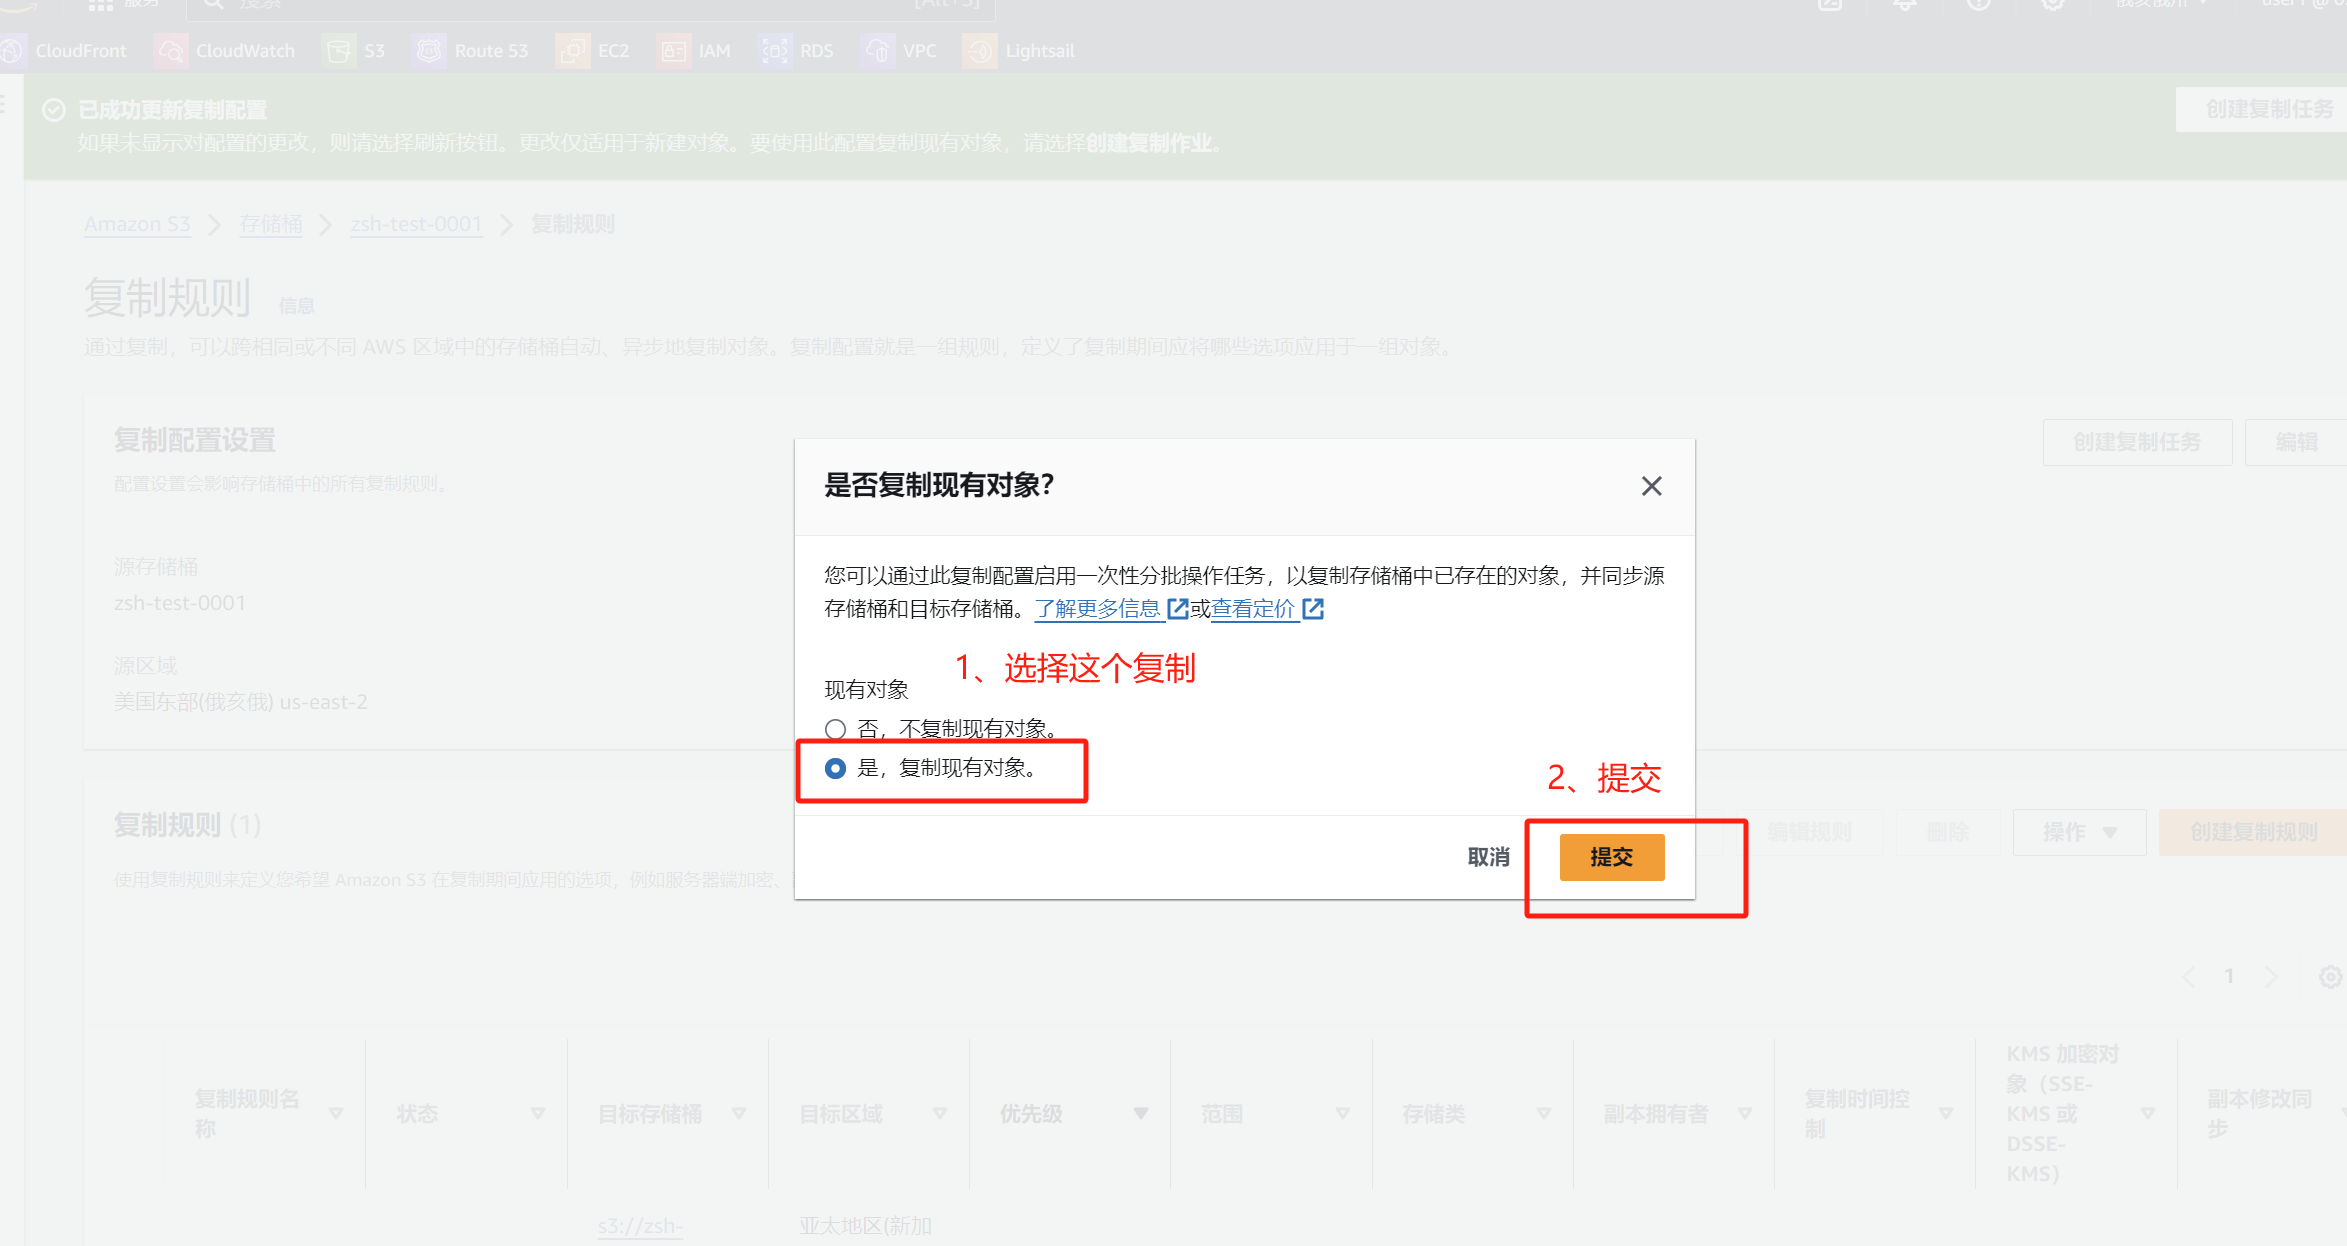 服务
搜索
[Alt+S]
俄亥俄州
CloudFront
CloudWatch
S3
Route 53
EC2
IAM
RDS
VPC
Lightsail
已成功更新复制配置
如果未显示对配置的更改，则请选择刷新按钮。更改仅适用于新建对象。要使用此配置复制现有对象，请选择创建复制作业。
创建复制任务
Amazon S3
存储桶
zsh-test-0001
复制规则
复制规则
信息
通过复制，可以跨相同或不同 AWS 区域中的存储桶自动、异步地复制对象。复制配置就是一组规则，定义了复制期间应将哪些选项应用于一组对象。
复制配置设置
配置设置会影响存储桶中的所有复制规则。
创建复制任务
编辑
源存储桶
zsh-test-0001
源区域
美国东部(俄亥俄) us-east-2
是否复制现有对象？
您可以通过此复制配置启用一次性分批操作任务，以复制存储桶中已存在的对象，并同步源
存储桶和目标存储桶。了解更多信息 或查看定价
1、选择这个复制
现有对象
否，不复制现有对象。
是，复制现有对象。
2、提交
取消
提交
复制规则 (1)
编辑规则
删除
操作
创建复制规则
使用复制规则来定义您希望 Amazon S3 在复制期间应用的选项，例如服务器端加密、
1
复制规则名
称
状态
目标存储桶
目标区域
优先级
范围
存储类
副本拥有者
复制时间控
制
KMS 加密对
象（SSE-
KMS 或
DSSE-
KMS）
副本修改同
步
s3://zsh-
亚太地区(新加